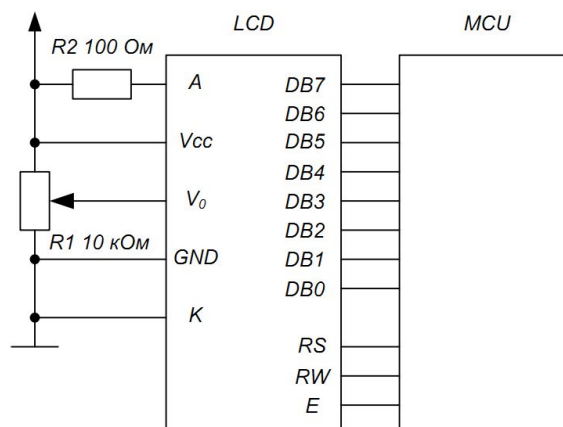 LCD
MCU
R2 100 Ом
A
Vcc
V₀
R1 10 кОм
GND
K
DB7
DB6
DB5
DB4
DB3
DB2
DB1
DB0
RS
RW
E